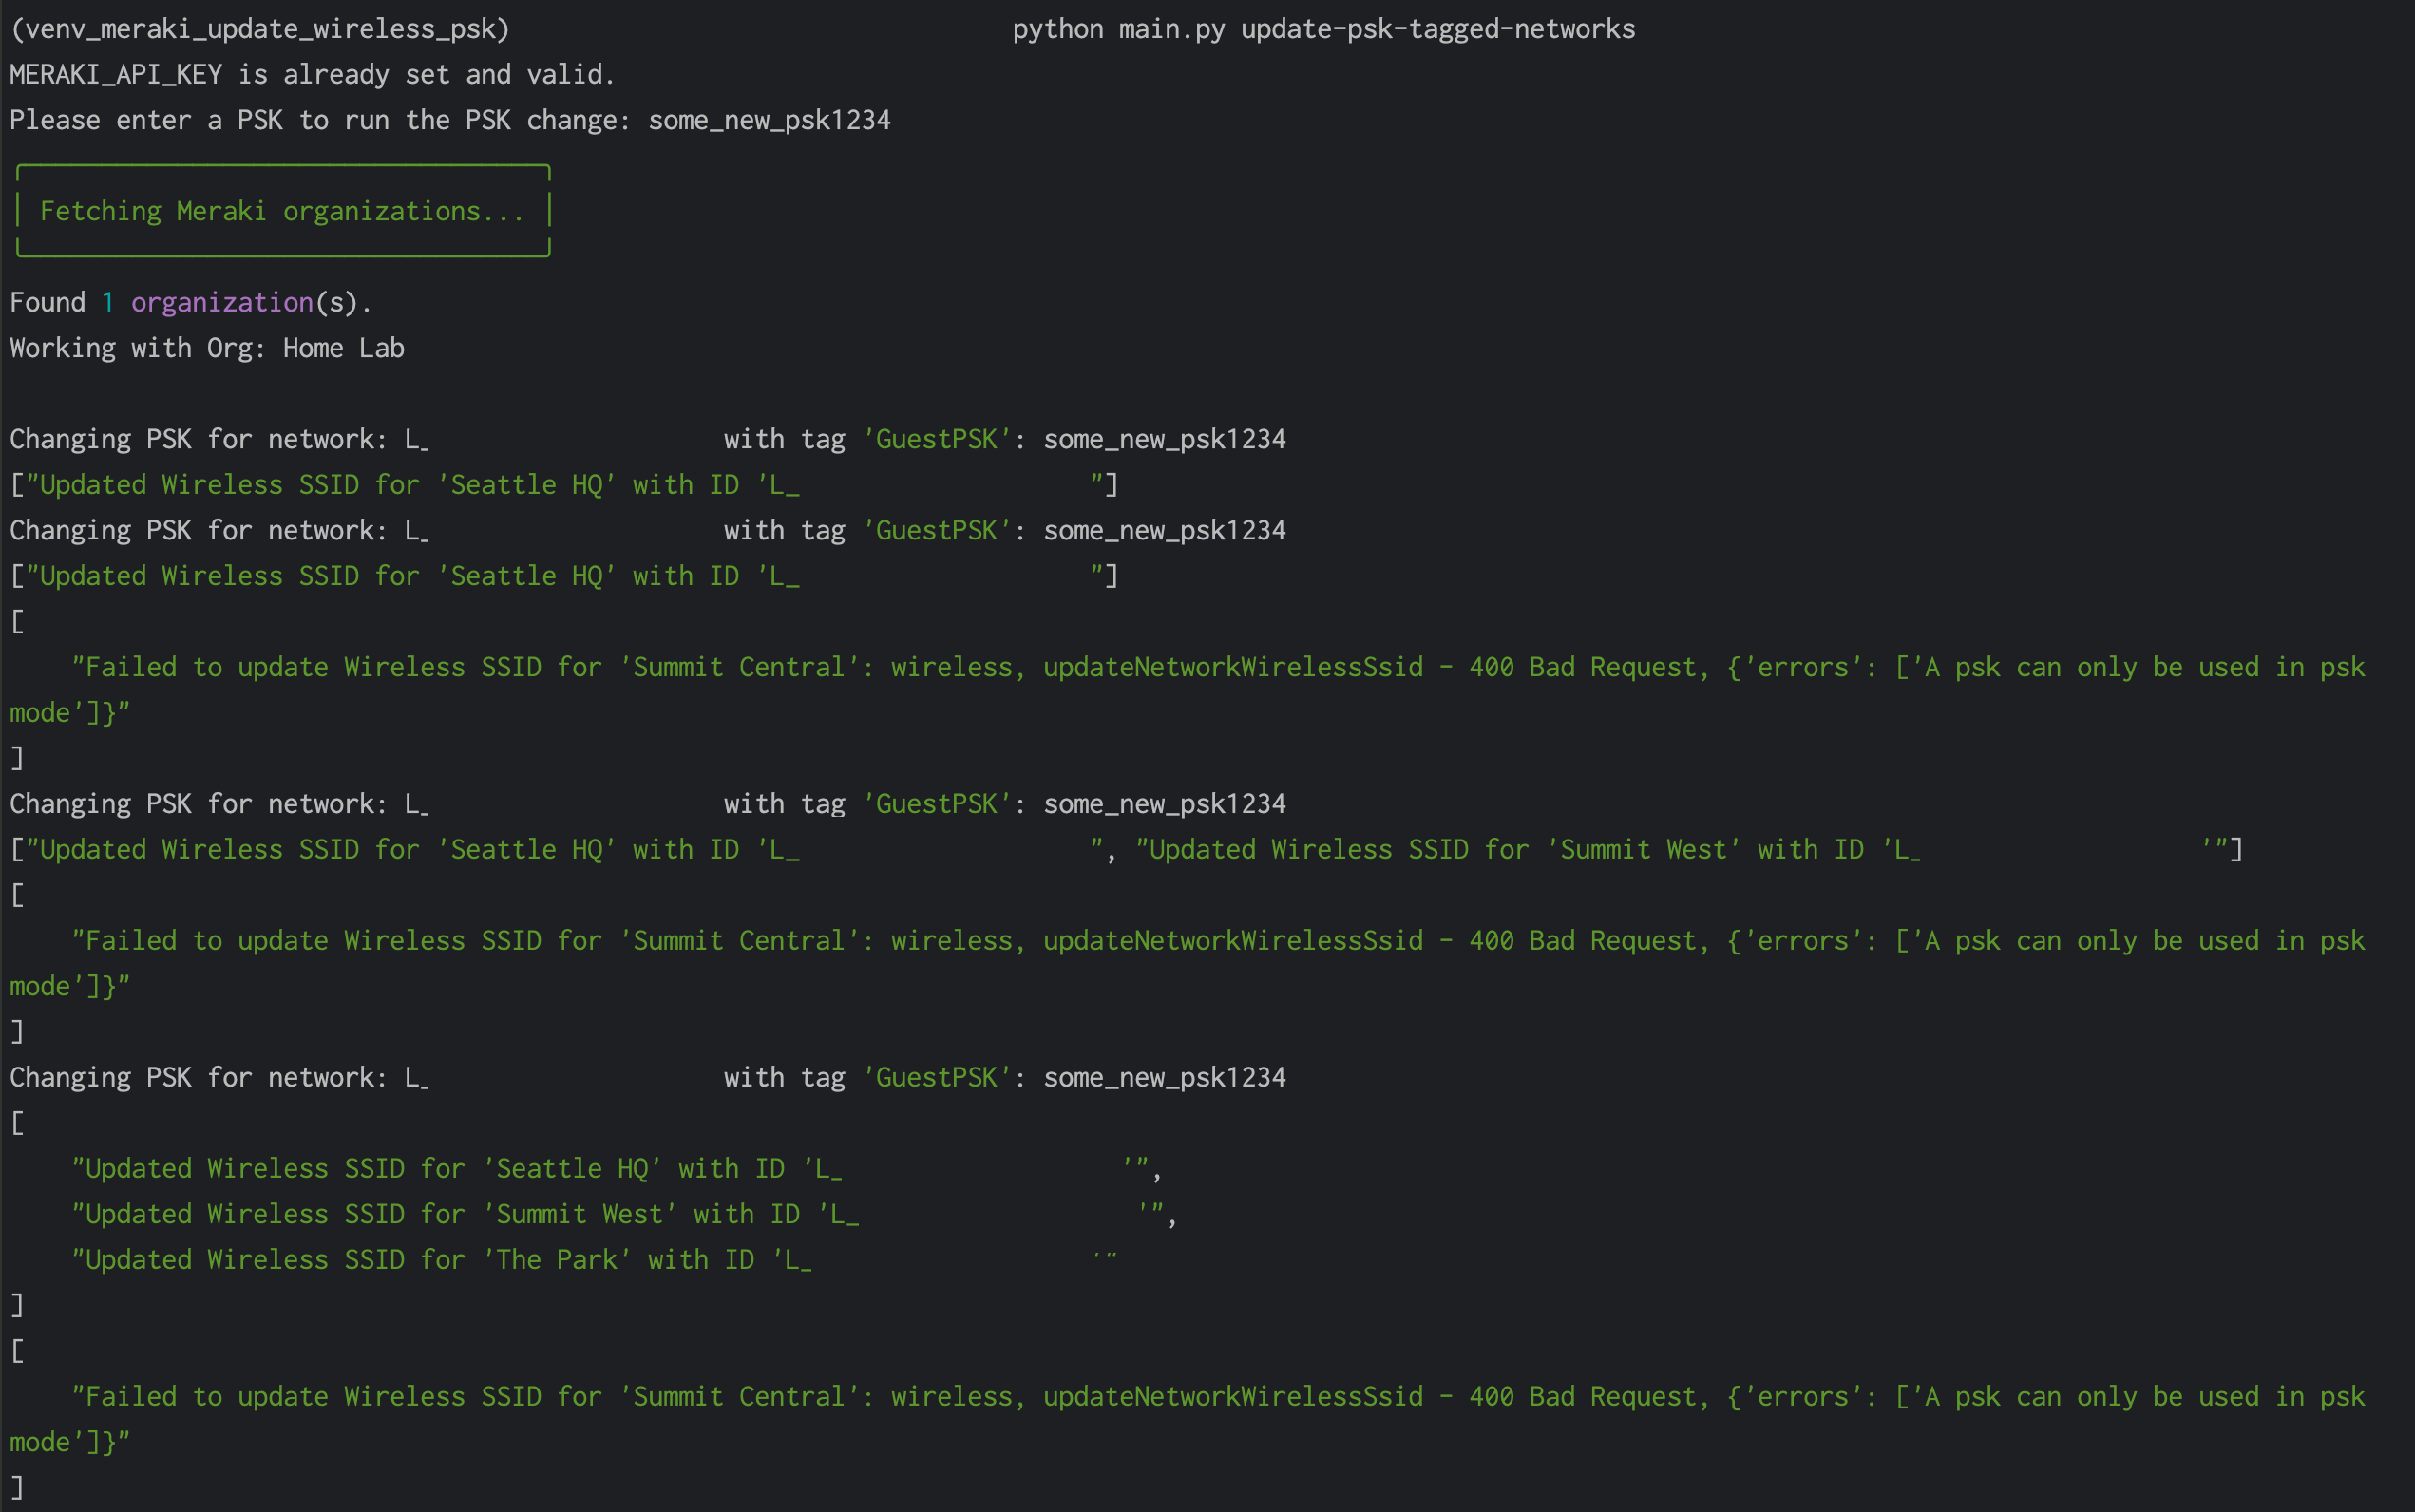 (venv_meraki_update_wireless_psk) python main.py update-psk-tagged-networks
MERAKI_API_KEY is already set and valid.
Please enter a PSK to run the PSK change: some_new_psk1234
Fetching Meraki organizations...
Found 1 organization(s).
Working with Org: Home Lab
Changing PSK for network: L_ with tag 'GuestPSK': some_new_psk1234
["Updated Wireless SSID for 'Seattle HQ' with ID 'L_ "]
Changing PSK for network: L_ with tag 'GuestPSK': some_new_psk1234
["Updated Wireless SSID for 'Seattle HQ' with ID 'L_ "]
[
"Failed to update Wireless SSID for 'Summit Central': wireless, updateNetworkWirelessSsid - 400 Bad Request, {'errors': ['A psk can only be used in psk
mode']}"
]
Changing PSK for network: L_ with tag 'GuestPSK': some_new_psk1234
["Updated Wireless SSID for 'Seattle HQ' with ID 'L_ ", "Updated Wireless SSID for 'Summit West' with ID 'L_ '"]
[
"Failed to update Wireless SSID for 'Summit Central': wireless, updateNetworkWirelessSsid - 400 Bad Request, {'errors': ['A psk can only be used in psk
mode']}"
]
Changing PSK for network: L_ with tag 'GuestPSK': some_new_psk1234
[
"Updated Wireless SSID for 'Seattle HQ' with ID 'L_ '",
"Updated Wireless SSID for 'Summit West' with ID 'L_ '",
"Updated Wireless SSID for 'The Park' with ID 'L_ '"
]
[
"Failed to update Wireless SSID for 'Summit Central': wireless, updateNetworkWirelessSsid - 400 Bad Request, {'errors': ['A psk can only be used in psk
mode']}"
]